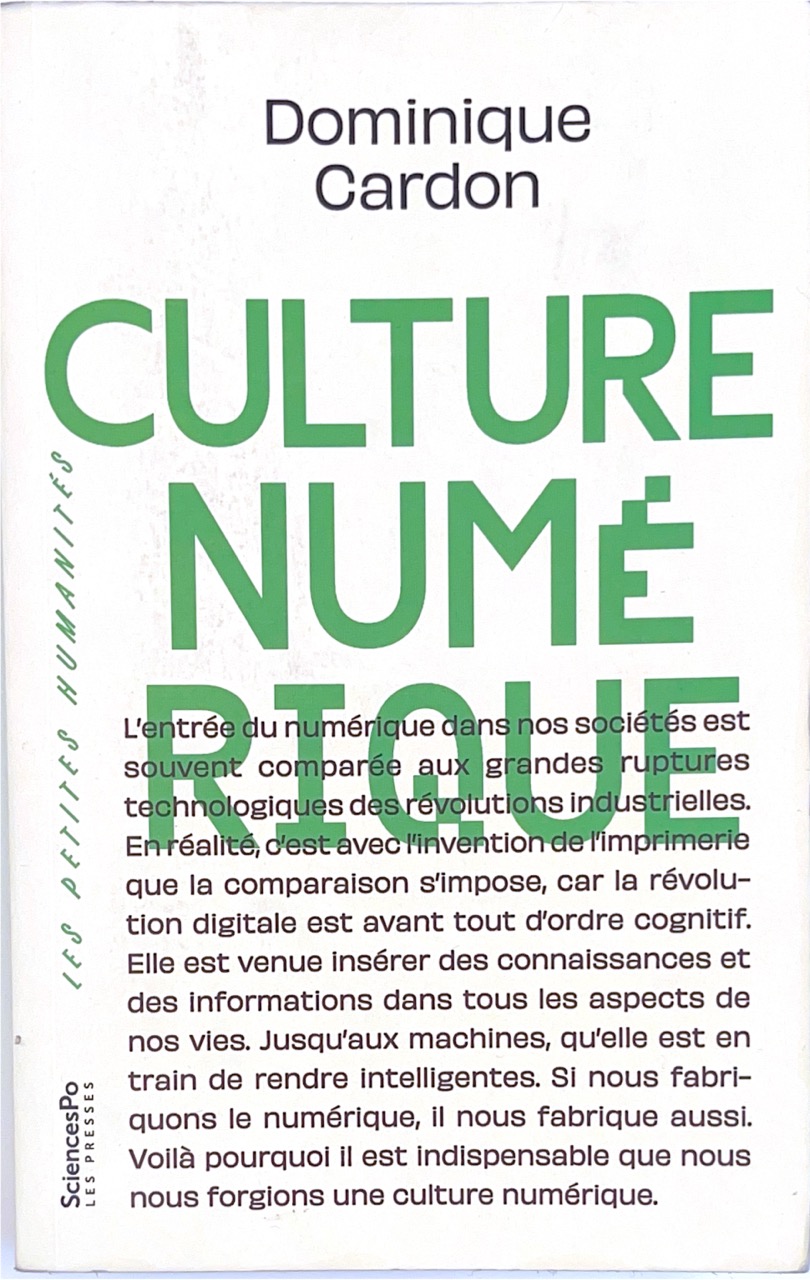 Dominique
Cardon
CULTURE
NUMÉ
RIQUE
L'entrée du numérique dans nos sociétés est
souvent comparée aux grandes ruptures
technologiques des révolutions industrielles.
En réalité, c'est avec l'invention de l'imprimerie
que la comparaison s'impose, car la révolu-
tion digitale est avant tout d'ordre cognitif.
Elle est venue insérer des connaissances et
des informations dans tous les aspects de
nos vies. Jusqu'aux machines, qu'elle est en
train de rendre intelligentes. Si nous fabri-
quons le numérique, il nous fabrique aussi.
Voilà pourquoi il est indispensable que nous
nous forgions une culture numérique.
LES PETITES HUMANITÉS
SciencesPo
LES PRESSES